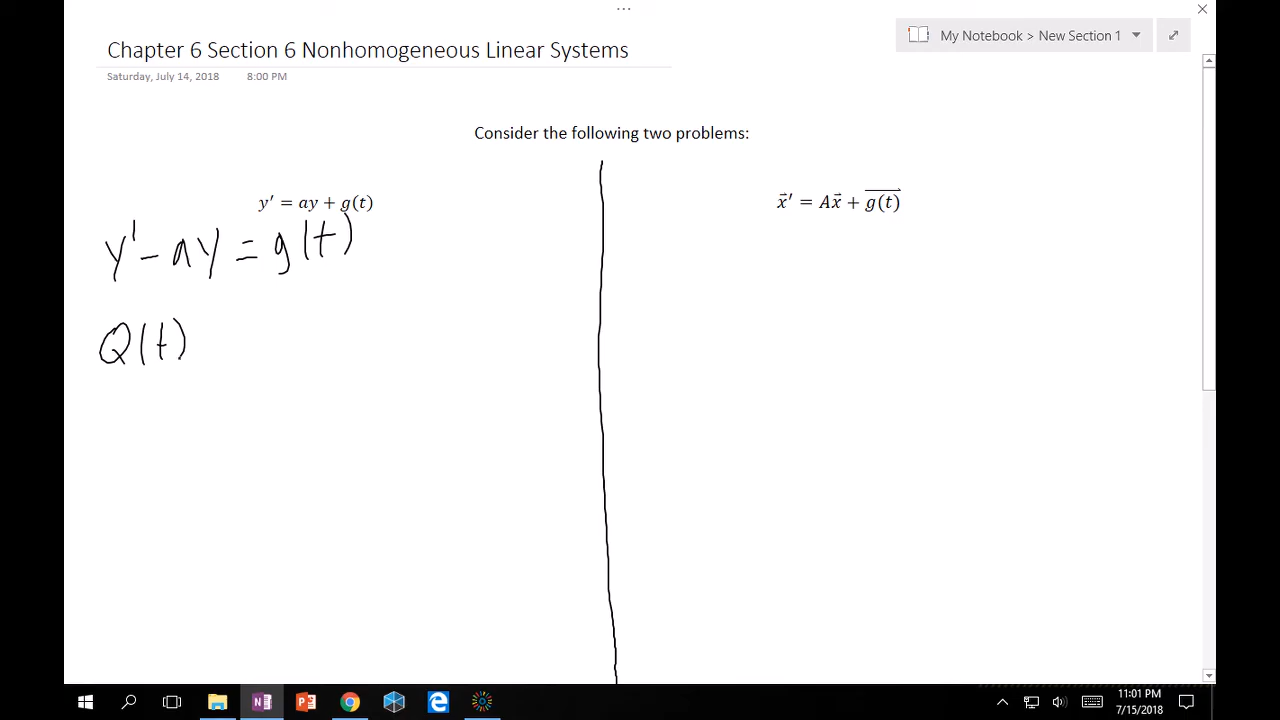 ...
My Notebook > New Section 1
Chapter 6 Section 6 Nonhomogeneous Linear Systems
Saturday, July 14, 2018 8:00 PM
Consider the following two problems:
y′ = ay + g(t)
x⃗′ = Ax⃗ + g(t)⃗
y' - ay = g(t)
Q(t)
11:01 PM
7/15/2018